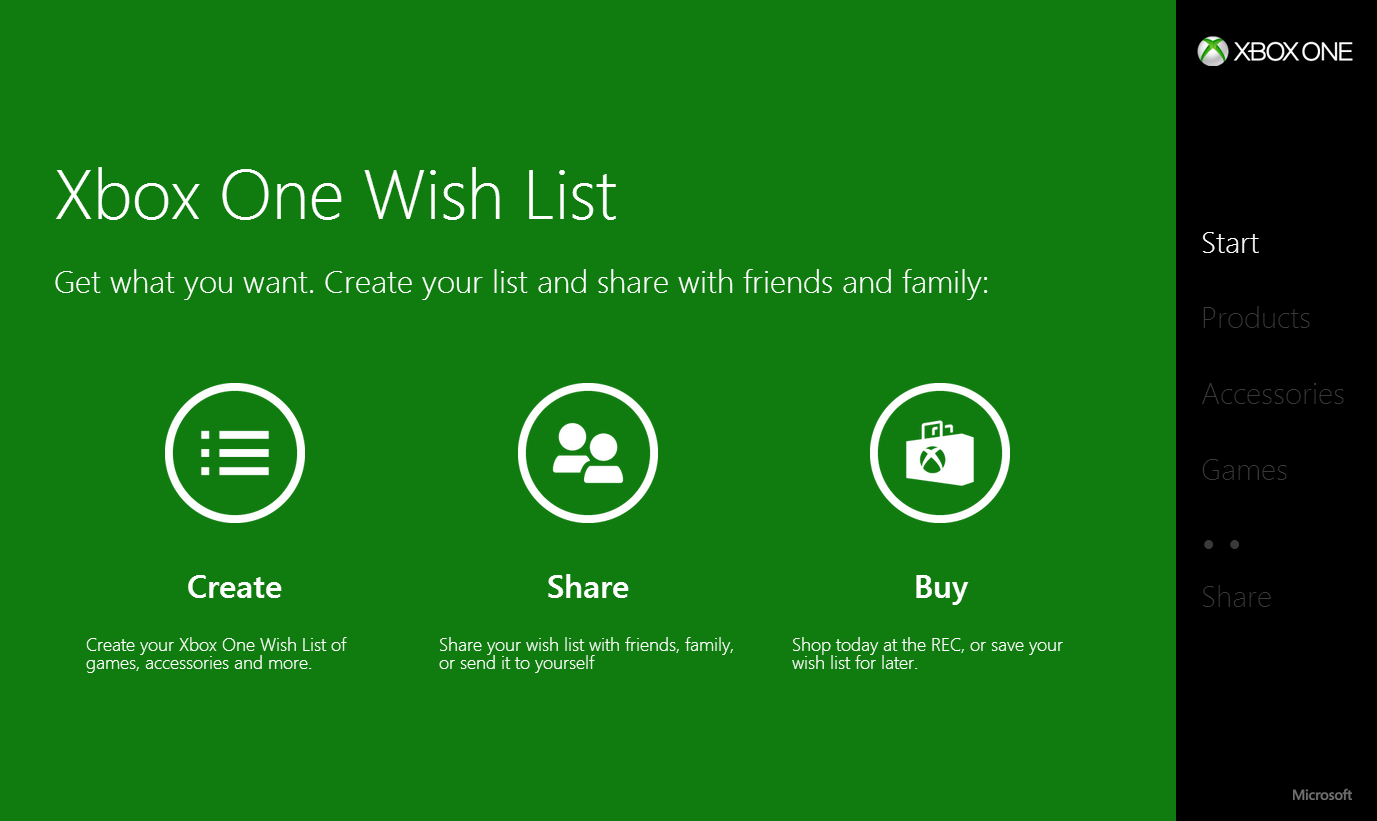 Xbox One Wish List
Get what you want. Create your list and share with friends and family:
Create
Create your Xbox One Wish List of
games, accessories and more.
Share
Share your wish list with friends, family,
or send it to yourself
Buy
Shop today at the REC, or save your
wish list for later.
XBOX ONE
Start
Products
Accessories
Games
Share
Microsoft